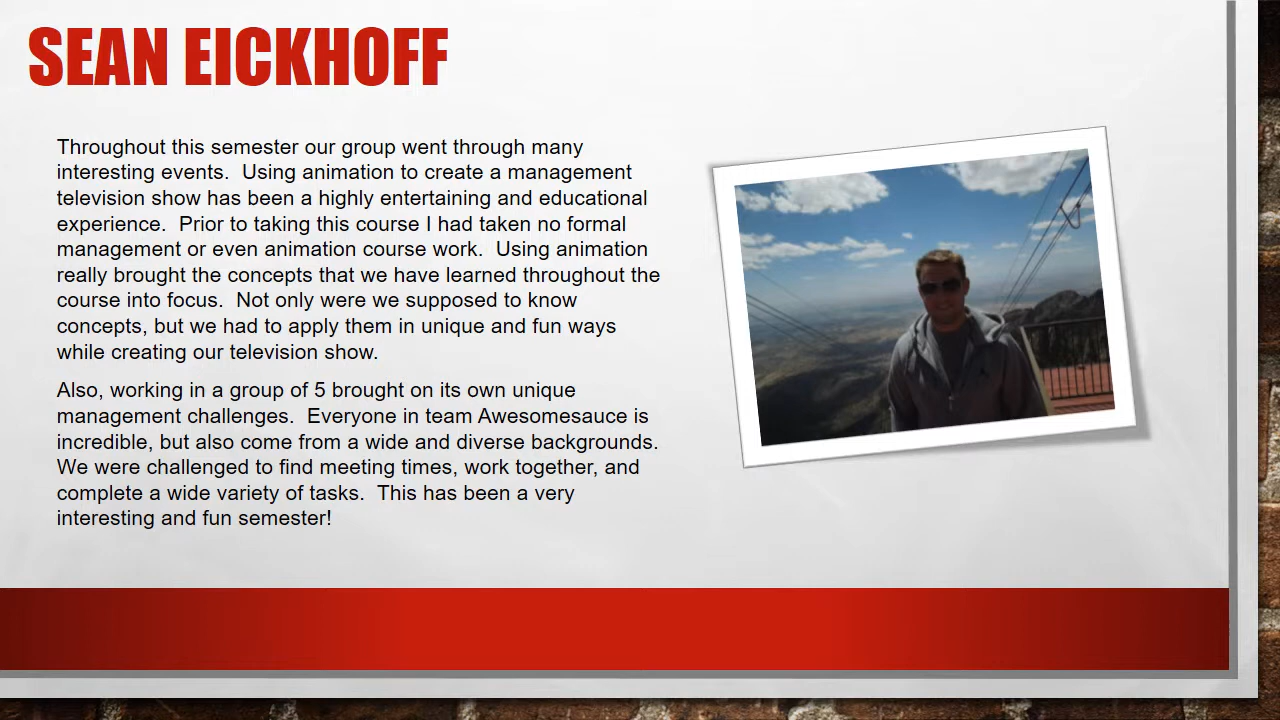 SEAN EICKHOFF
Throughout this semester our group went through many
interesting events.  Using animation to create a management
television show has been a highly entertaining and educational
experience.  Prior to taking this course I had taken no formal
management or even animation course work.  Using animation
really brought the concepts that we have learned throughout the
course into focus.  Not only were we supposed to know
concepts, but we had to apply them in unique and fun ways
while creating our television show.
Also, working in a group of 5 brought on its own unique
management challenges.  Everyone in team Awesomesauce is
incredible, but also come from a wide and diverse backgrounds.
We were challenged to find meeting times, work together, and
complete a wide variety of tasks.  This has been a very
interesting and fun semester!